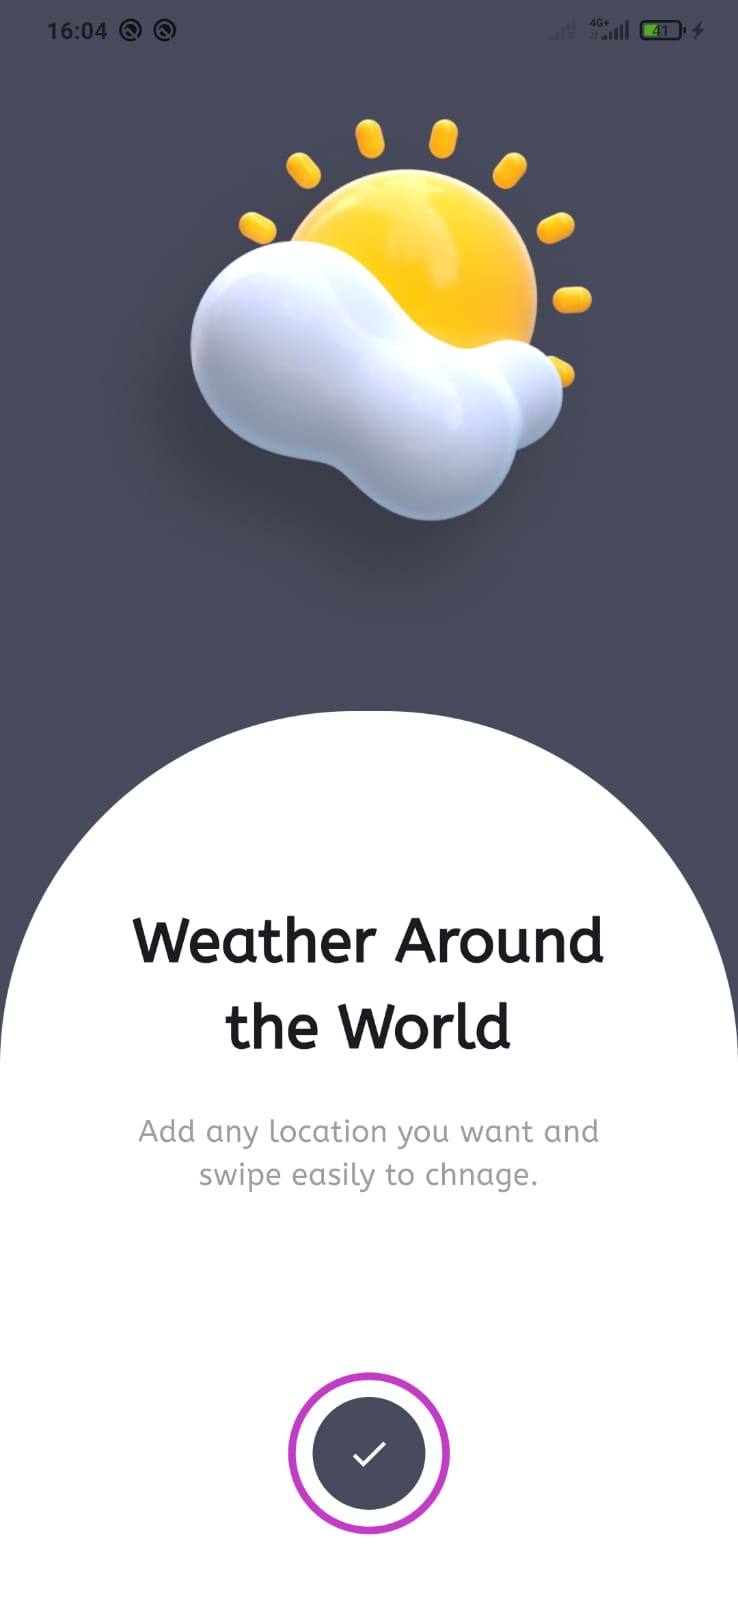 16:04
4G+
41
Weather Around
the World
Add any location you want and
swipe easily to chnage.